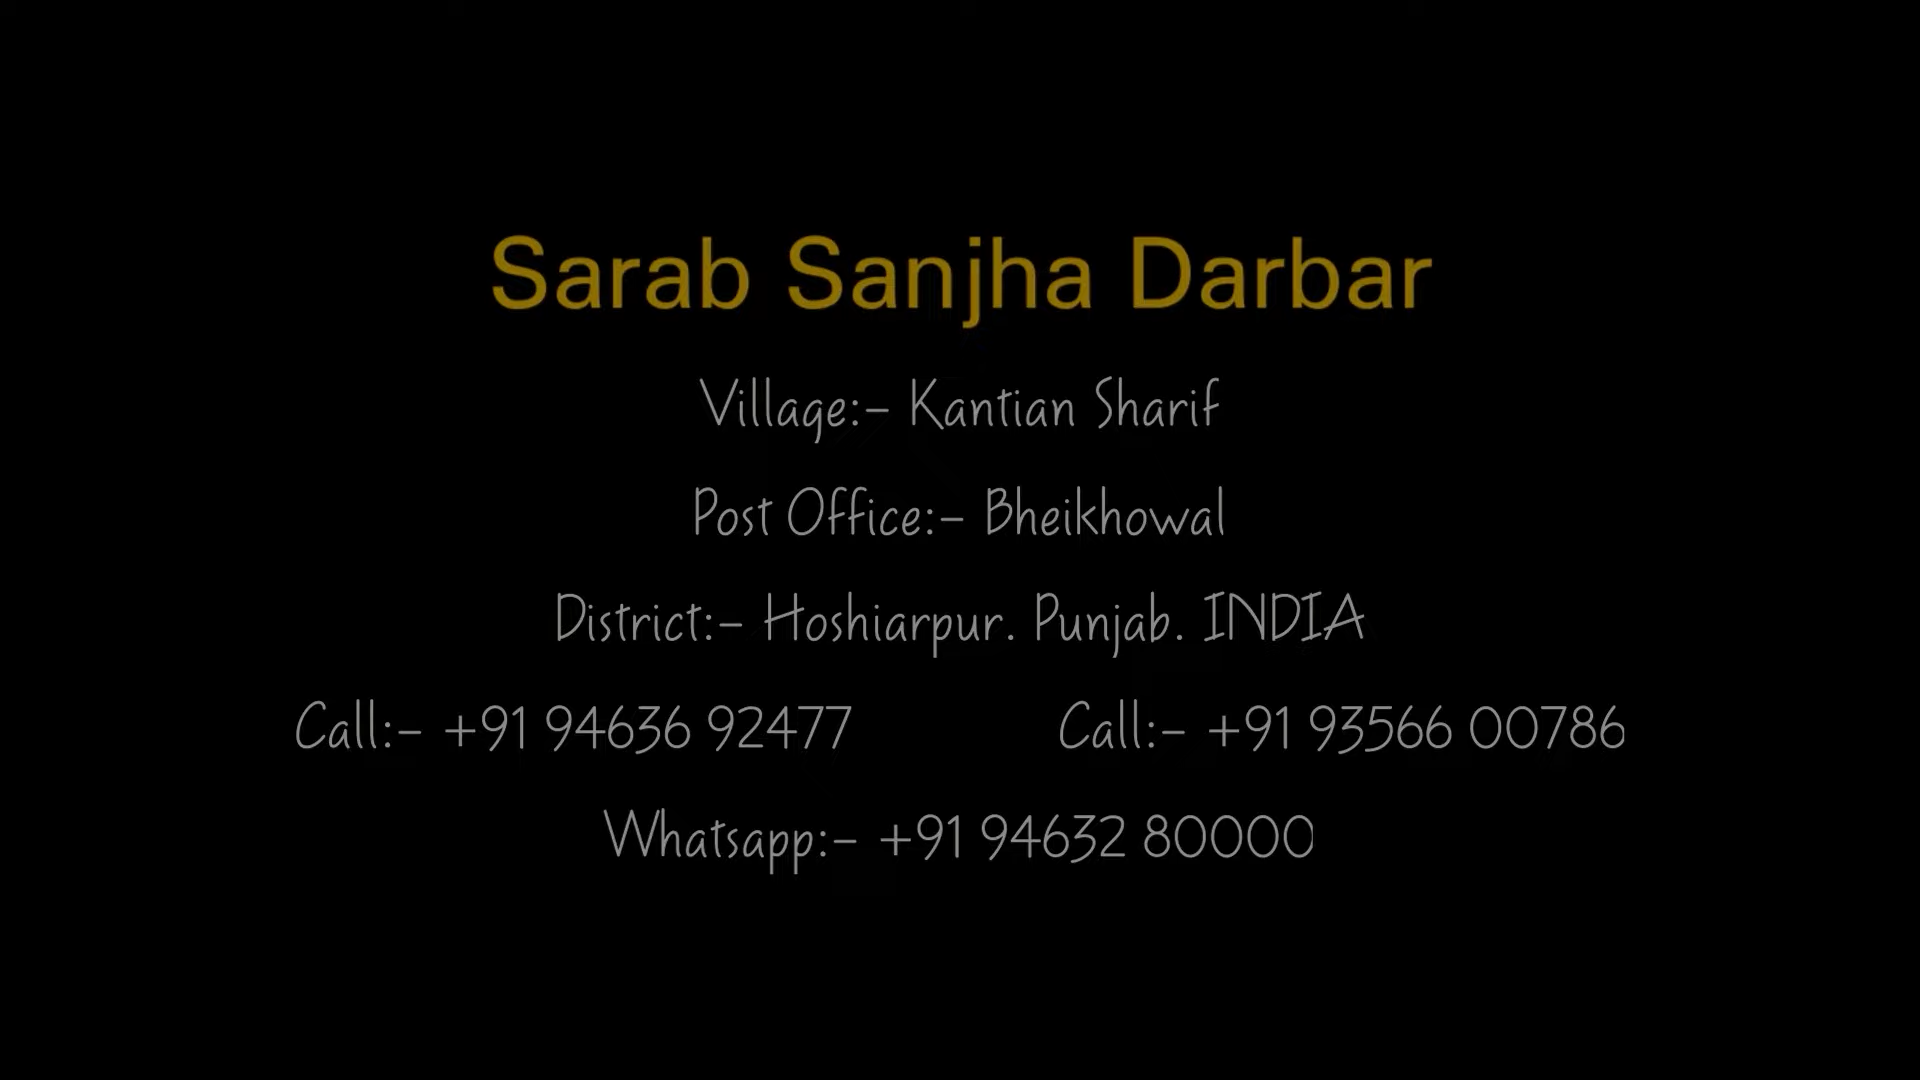 Sarab Sanjha Darbar
Village:- Kantian Sharif
Post Office:- Bheikhowal
District:- Hoshiarpur. Punjab. INDIA
Call:- +91 94636 92477 Call:- +91 93566 00786
Whatsapp:- +91 94632 80000